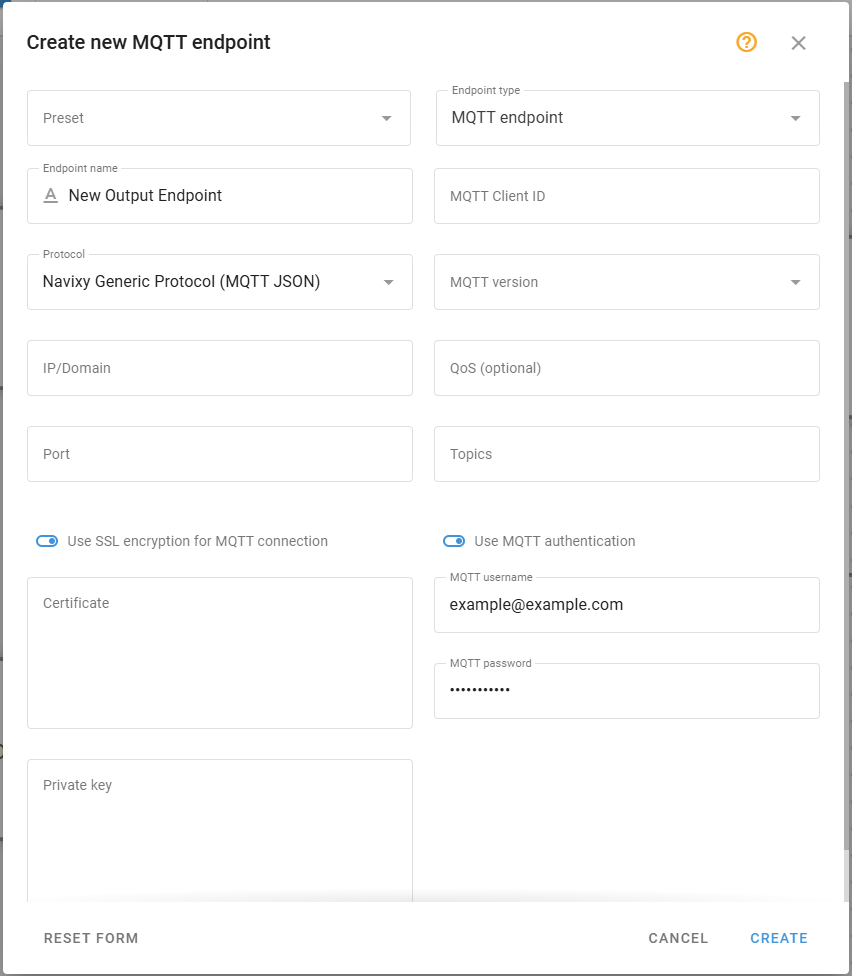 Create new MQTT endpoint
Preset
Endpoint type
MQTT endpoint
Endpoint name
New Output Endpoint
MQTT Client ID
Protocol
Navixy Generic Protocol (MQTT JSON)
MQTT version
IP/Domain
QoS (optional)
Port
Topics
Use SSL encryption for MQTT connection
Use MQTT authentication
Certificate
MQTT username
example@example.com
MQTT password
•••••••••••
Private key
RESET FORM
CANCEL
CREATE